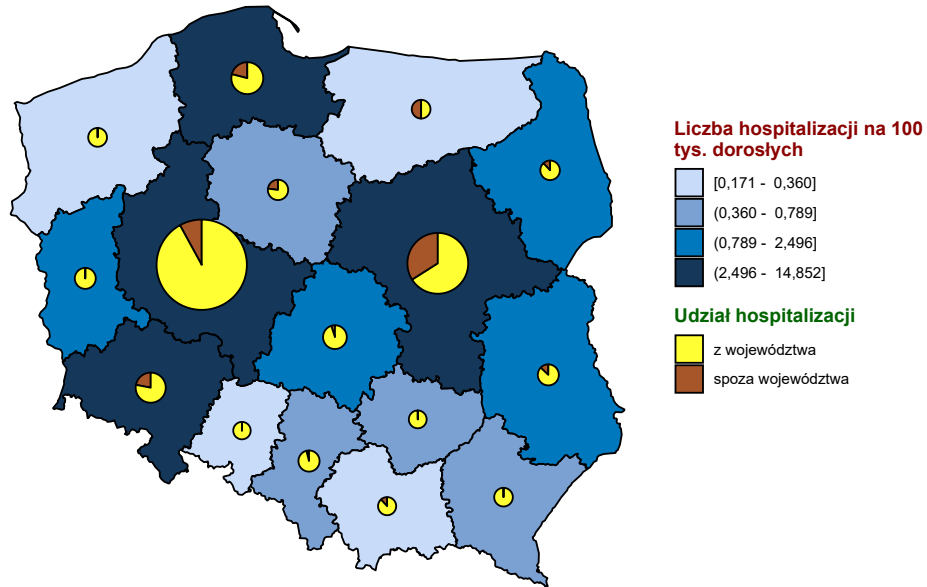 Liczba hospitalizacji na 100
tys. dorosłych
[0,171 - 0,360]
(0,360 - 0,789]
(0,789 - 2,496]
(2,496 - 14,852]
Udział hospitalizacji
z województwa
spoza województwa